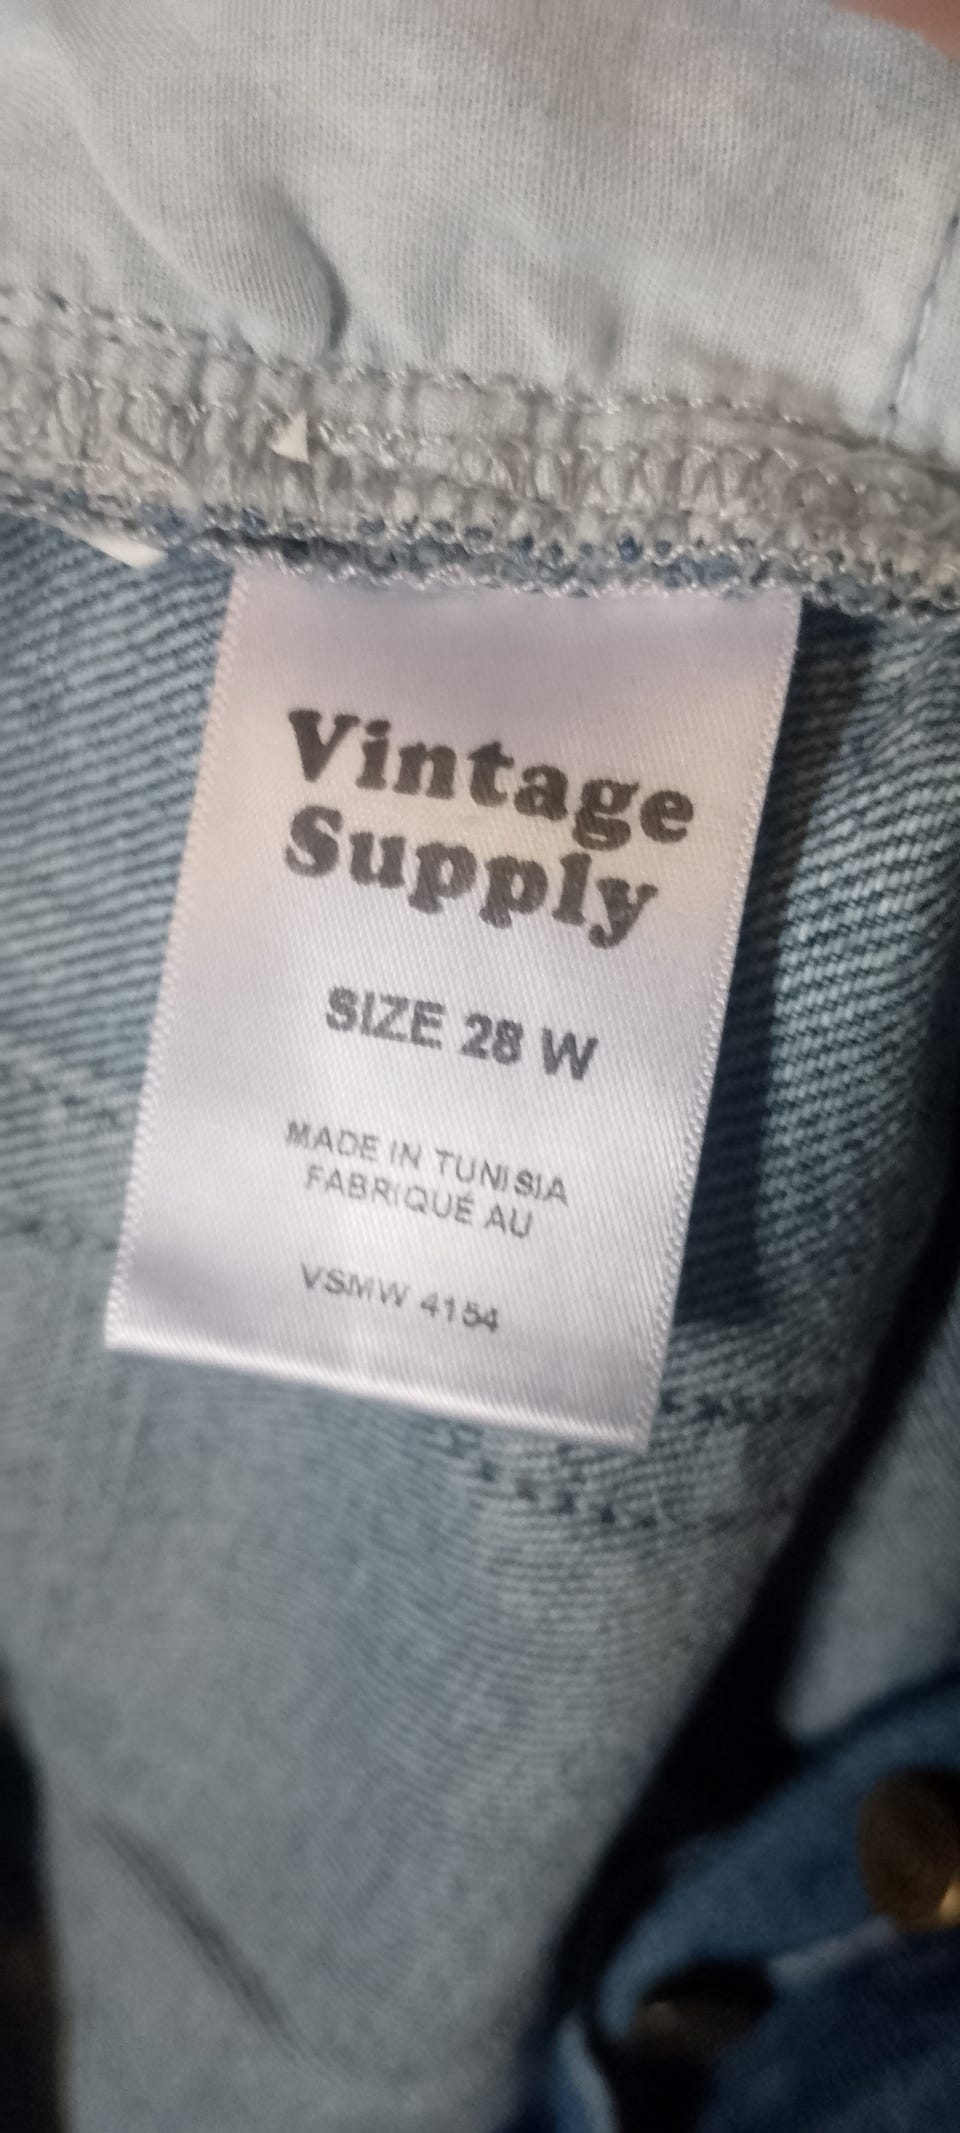 Vintage
Supply
SIZE 28 W
MADE IN TUNISIA
FABRIQUÉ AU
VSMW 4154